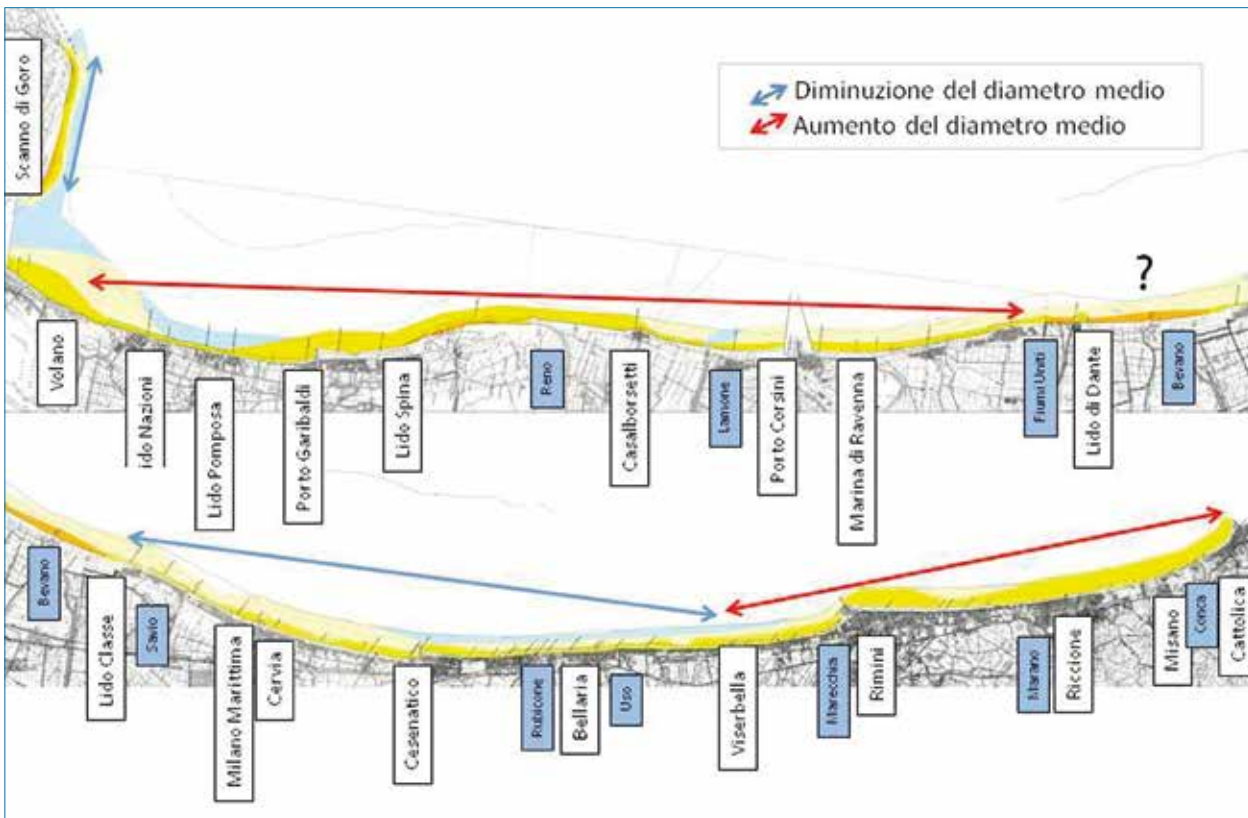 Scanno di Goro
Diminuzione del diametro medio
Aumento del diametro medio
?
Volano
ido Nazioni
Lido Pomposa
Porto Garibaldi
Lido Spina
Reno
Casalborsetti
Lamone
Porto Corsini
Marina di Ravenna
Fiumi Uniti
Lido di Dante
Bevano
Bevano
Lido Classe
Savio
Milano Marittima
Cervia
Cesenatico
Rubicone
Bellaria
Uso
Viserbella
Marecchia
Rimini
Marano
Riccione
Misano
Conca
Cattolica